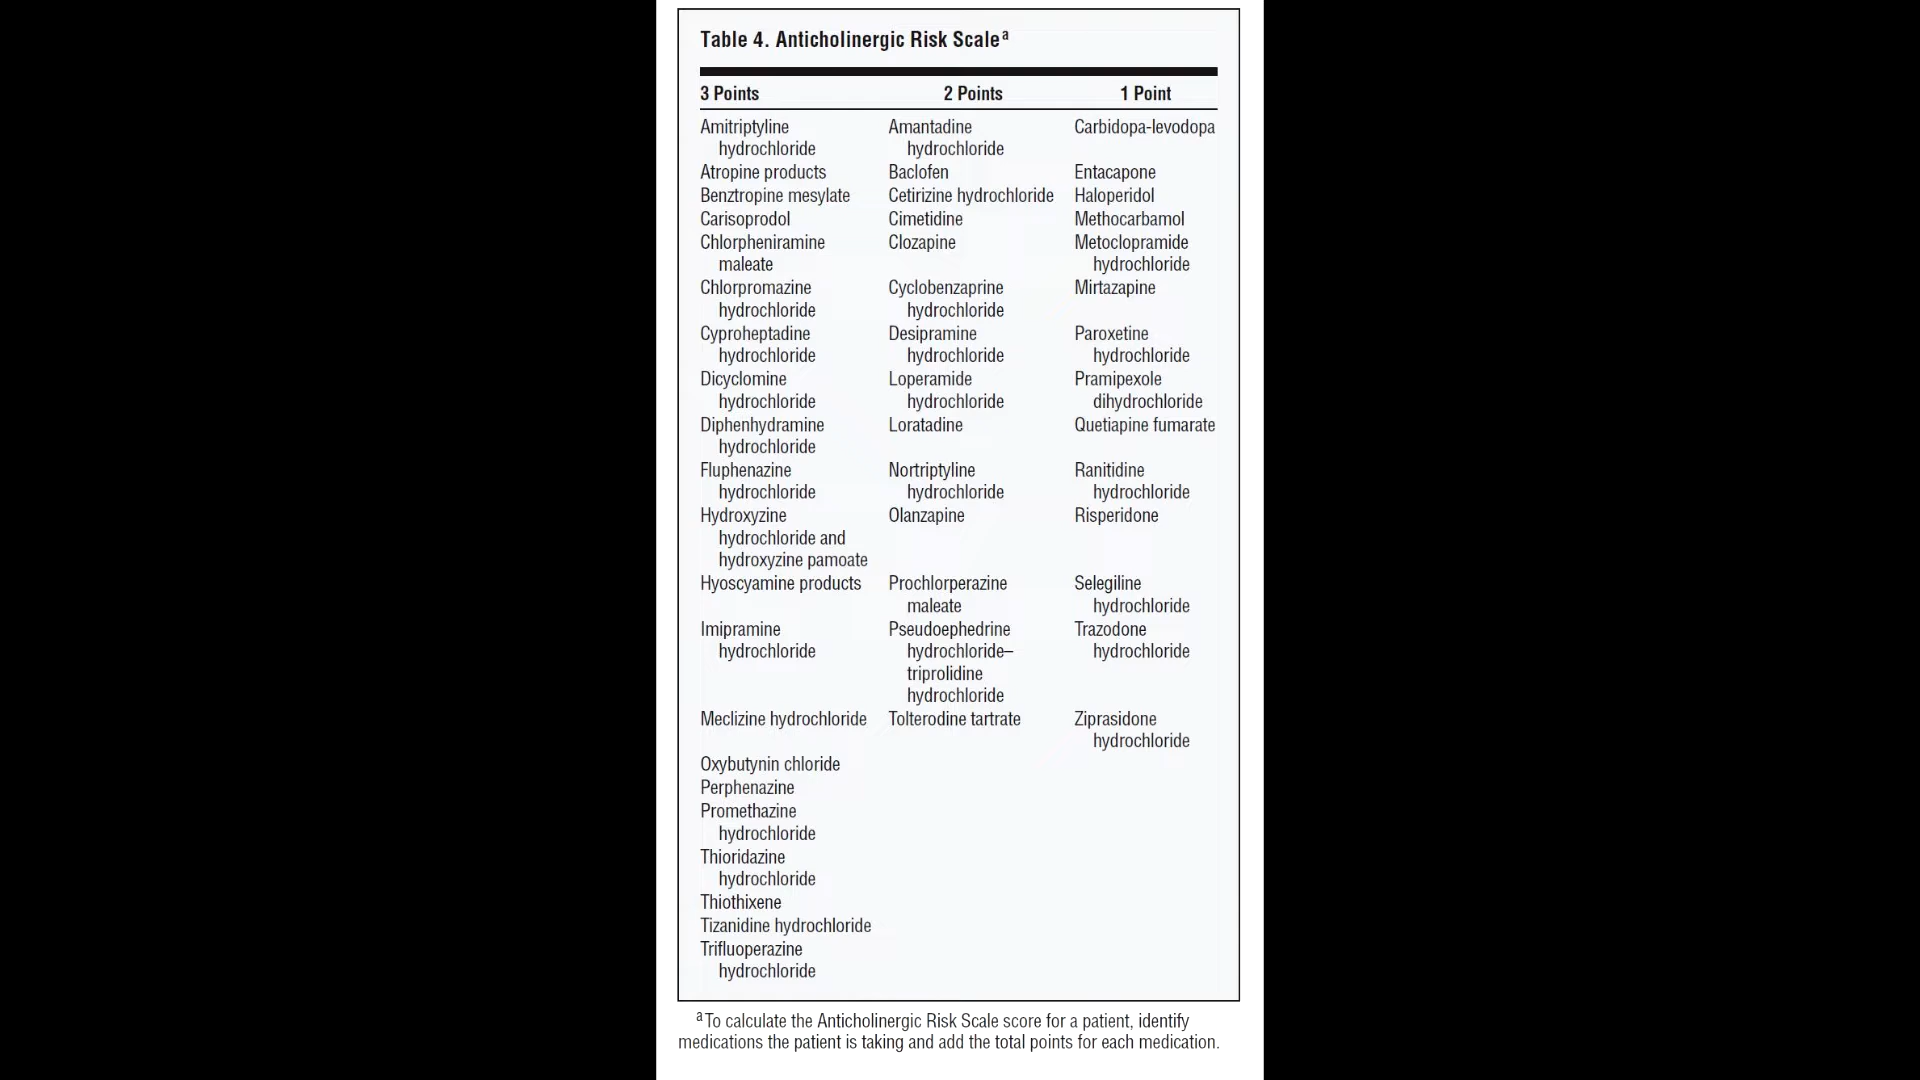 Table 4. Anticholinergic Risk Scale a
3 Points 2 Points 1 Point
Amitriptyline Amantadine Carbidopa-levodopa
hydrochloride hydrochloride
Atropine products Baclofen Entacapone
Benztropine mesylate Cetirizine hydrochloride Haloperidol
Carisoprodol Cimetidine Methocarbamol
Chlorpheniramine Clozapine Metoclopramide
maleate hydrochloride
Chlorpromazine Cyclobenzaprine Mirtazapine
hydrochloride hydrochloride
Cyproheptadine Desipramine Paroxetine
hydrochloride hydrochloride hydrochloride
Dicyclomine Loperamide Pramipexole
hydrochloride hydrochloride dihydrochloride
Diphenhydramine Loratadine Quetiapine fumarate
hydrochloride
Fluphenazine Nortriptyline Ranitidine
hydrochloride hydrochloride hydrochloride
Hydroxyzine Olanzapine Risperidone
hydrochloride and
hydroxyzine pamoate
Hyoscyamine products Prochlorperazine Selegiline
maleate hydrochloride
Imipramine Pseudoephedrine Trazodone
hydrochloride hydrochloride– hydrochloride
triprolidine
hydrochloride
Meclizine hydrochloride Tolterodine tartrate Ziprasidone
hydrochloride
Oxybutynin chloride
Perphenazine
Promethazine
hydrochloride
Thioridazine
hydrochloride
Thiothixene
Tizanidine hydrochloride
Trifluoperazine
hydrochloride
a To calculate the Anticholinergic Risk Scale score for a patient, identify
medications the patient is taking and add the total points for each medication.